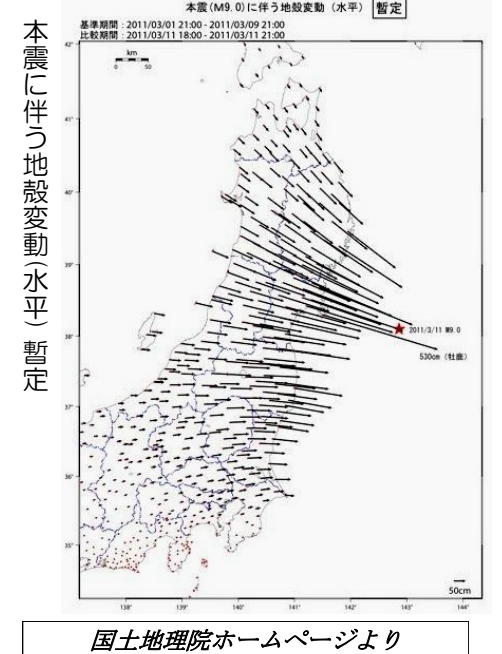 本震に伴う地殻変動(水平) 暫定
本震(M9.0)に伴う地殻変動(水平) 暫定
基準期間:2011/03/01 21:00 - 2011/03/09 21:00
比較期間:2011/03/11 18:00 - 2011/03/11 21:00
km
0 50
42°
41°
40°
39°
38°
37°
36°
35°
2011/3/11 M9.0
530cm (牡鹿)
50cm
138° 139° 140° 141° 142° 143° 144°
国土地理院ホームページより